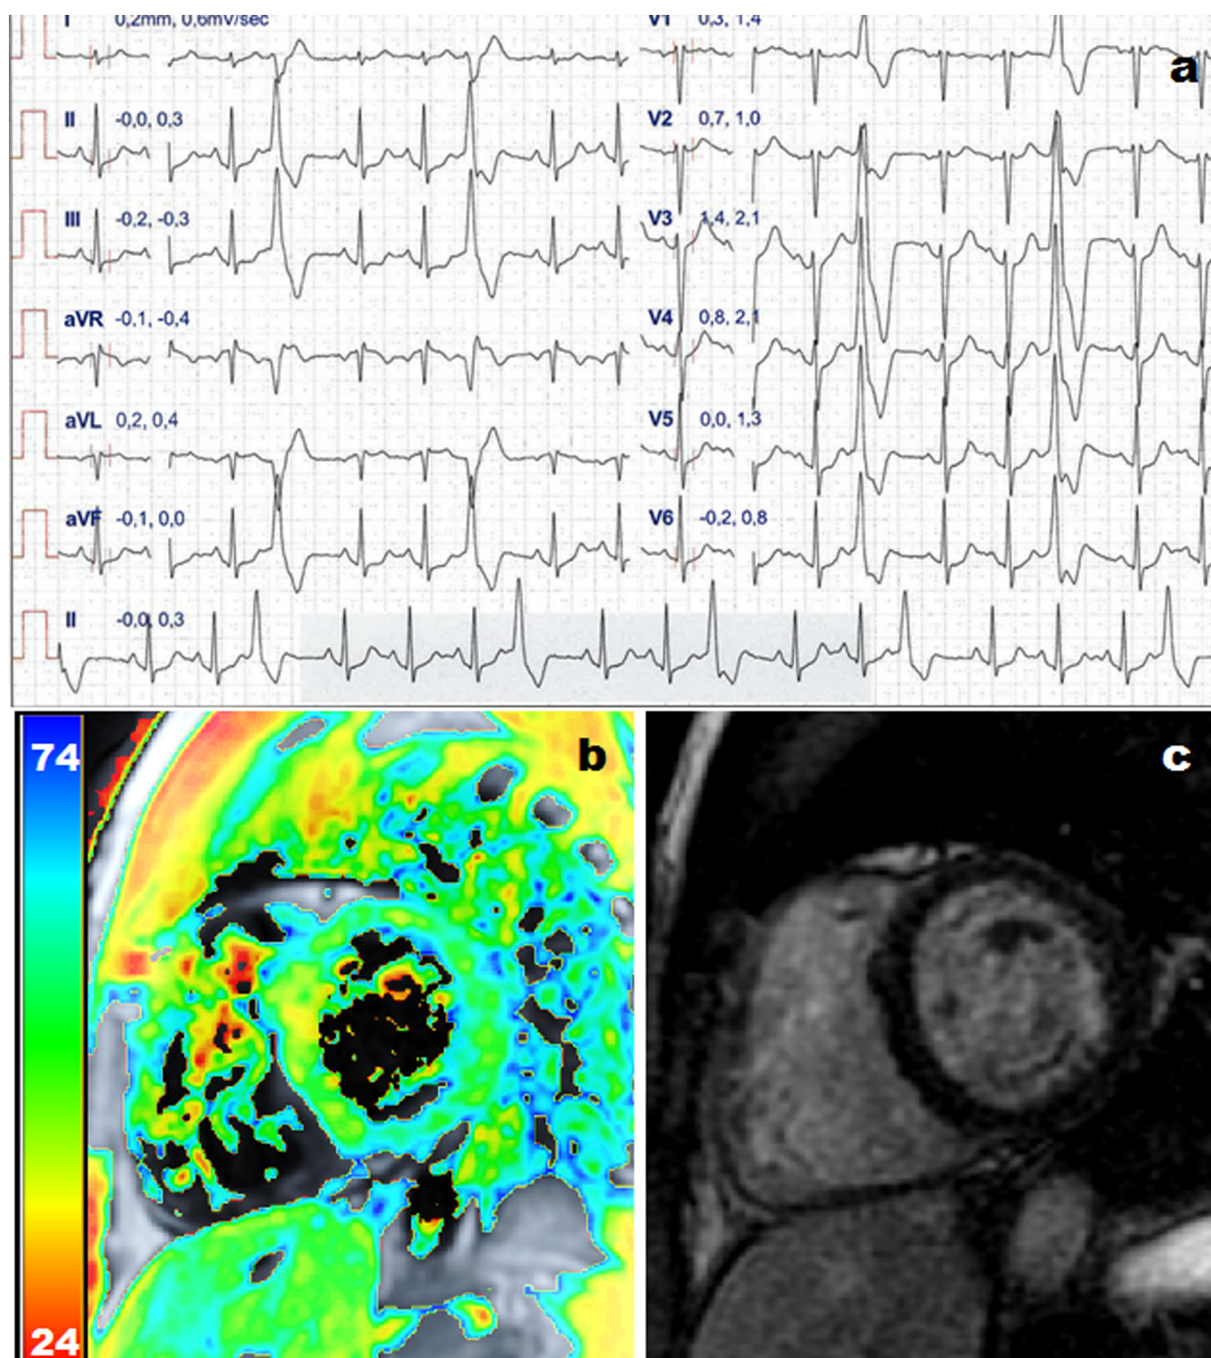 I 0,2mm, 0,6mV/sec
II -0,0, 0,3
III -0,2, -0,3
aVR -0.1, -0,4
aVL 0,2, 0,4
aVF -0,1, 0,0
II -0,0, 0,3
V1 0,3, 1,4
V2 0,7, 1,0
V3 1,4, 2,1
V4 0,8, 2,1
V5 0,0, 1,3
V6 -0,2, 0,8
a
74
b
24
c